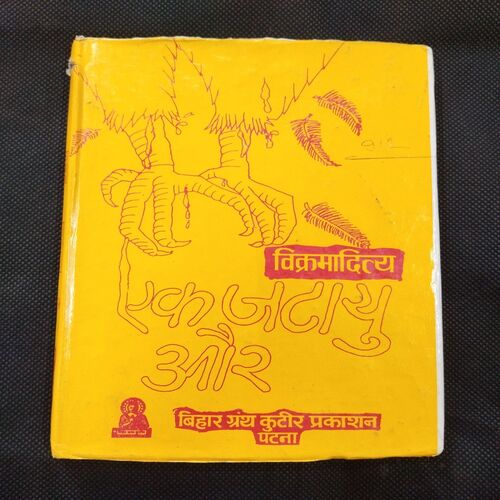 विक्रमादित्य
एक जटायु
और
बिहार ग्रंथ कुटीर प्रकाशन
पटना